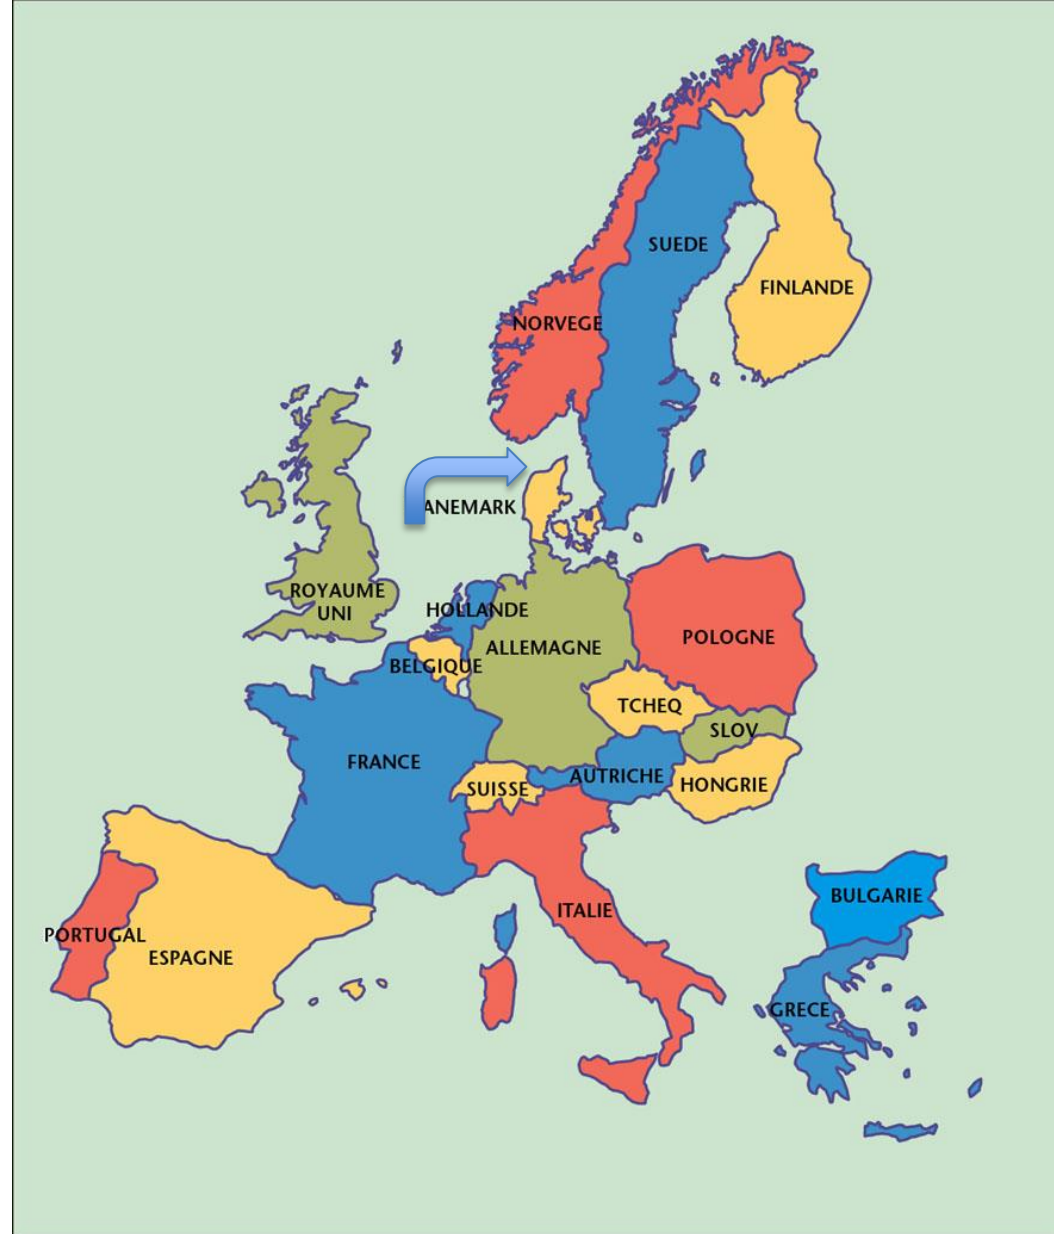 SUEDE
FINLANDE
NORVEGE
ANEMARK
ROYAUME
UNI
HOLLANDE
ALLEMAGNE
POLOGNE
BELGIQUE
TCHEQ
SLOV
FRANCE
AUTRICHE
SUISSE
HONGRIE
BULGARIE
ITALIE
PORTUGAL
ESPAGNE
GRECE